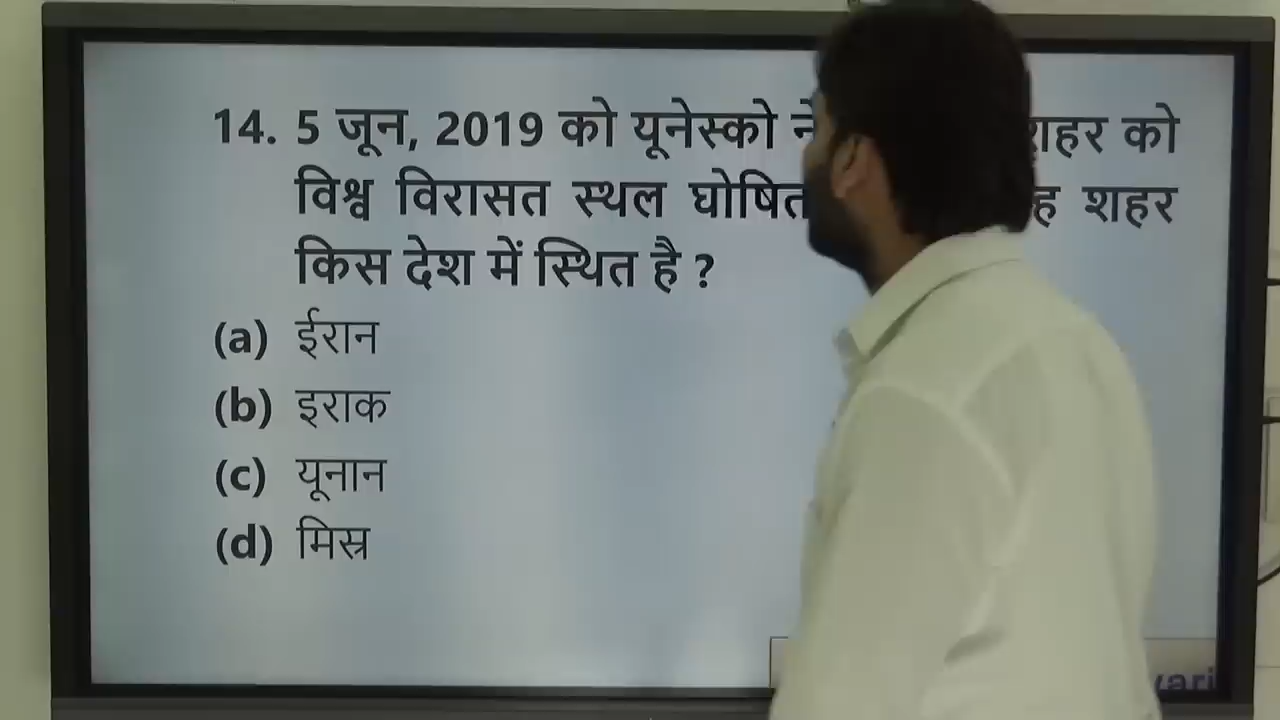 14. 5 जून, 2019 को यूनेस्को ने शहर को
विश्व विरासत स्थल घोषित शहर
किस देश में स्थित है ?
(a) ईरान
(b) इराक
(c) यूनान
(d) मिस्र